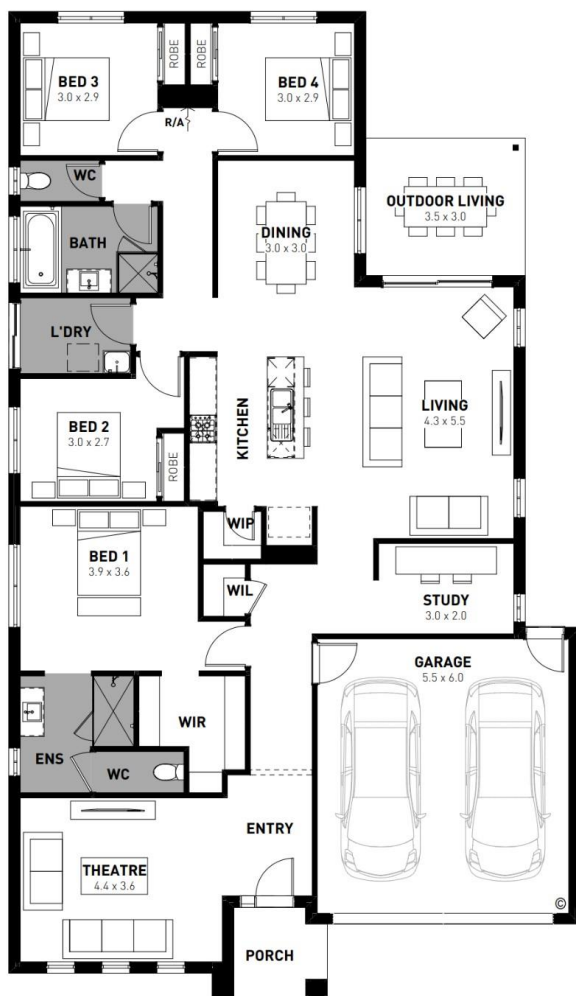 BED 3
3.0 x 2.9
ROBE
ROBE
BED 4
3.0 x 2.9
R/A
WC
BATH
DINING
3.0 x 3.0
OUTDOOR LIVING
3.5 x 3.0
L'DRY
BED 2
3.0 x 2.7
ROBE
KITCHEN
LIVING
4.3 x 5.5
WIP
BED 1
3.9 x 3.6
WIL
STUDY
3.0 x 2.0
GARAGE
5.5 x 6.0
WIR
ENS
WC
ENTRY
THEATRE
4.4 x 3.6
PORCH
©